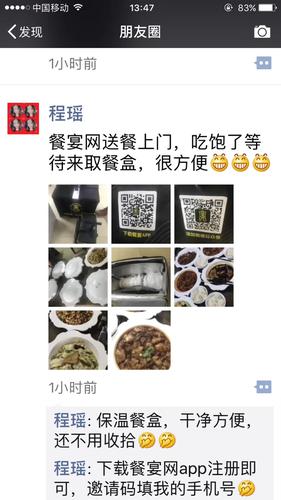 中国移动 13:47 83%
发现 朋友圈
1小时前
程瑶
餐宴网送餐上门，吃饱了等
待来取餐盒，很方便😁😁😁
下载餐宴APP
1小时前
程瑶：保温餐盒，干净方便，
还不用收拾🤣
程瑶：下载餐宴网app注册即
可，邀请码填我的手机号🤣